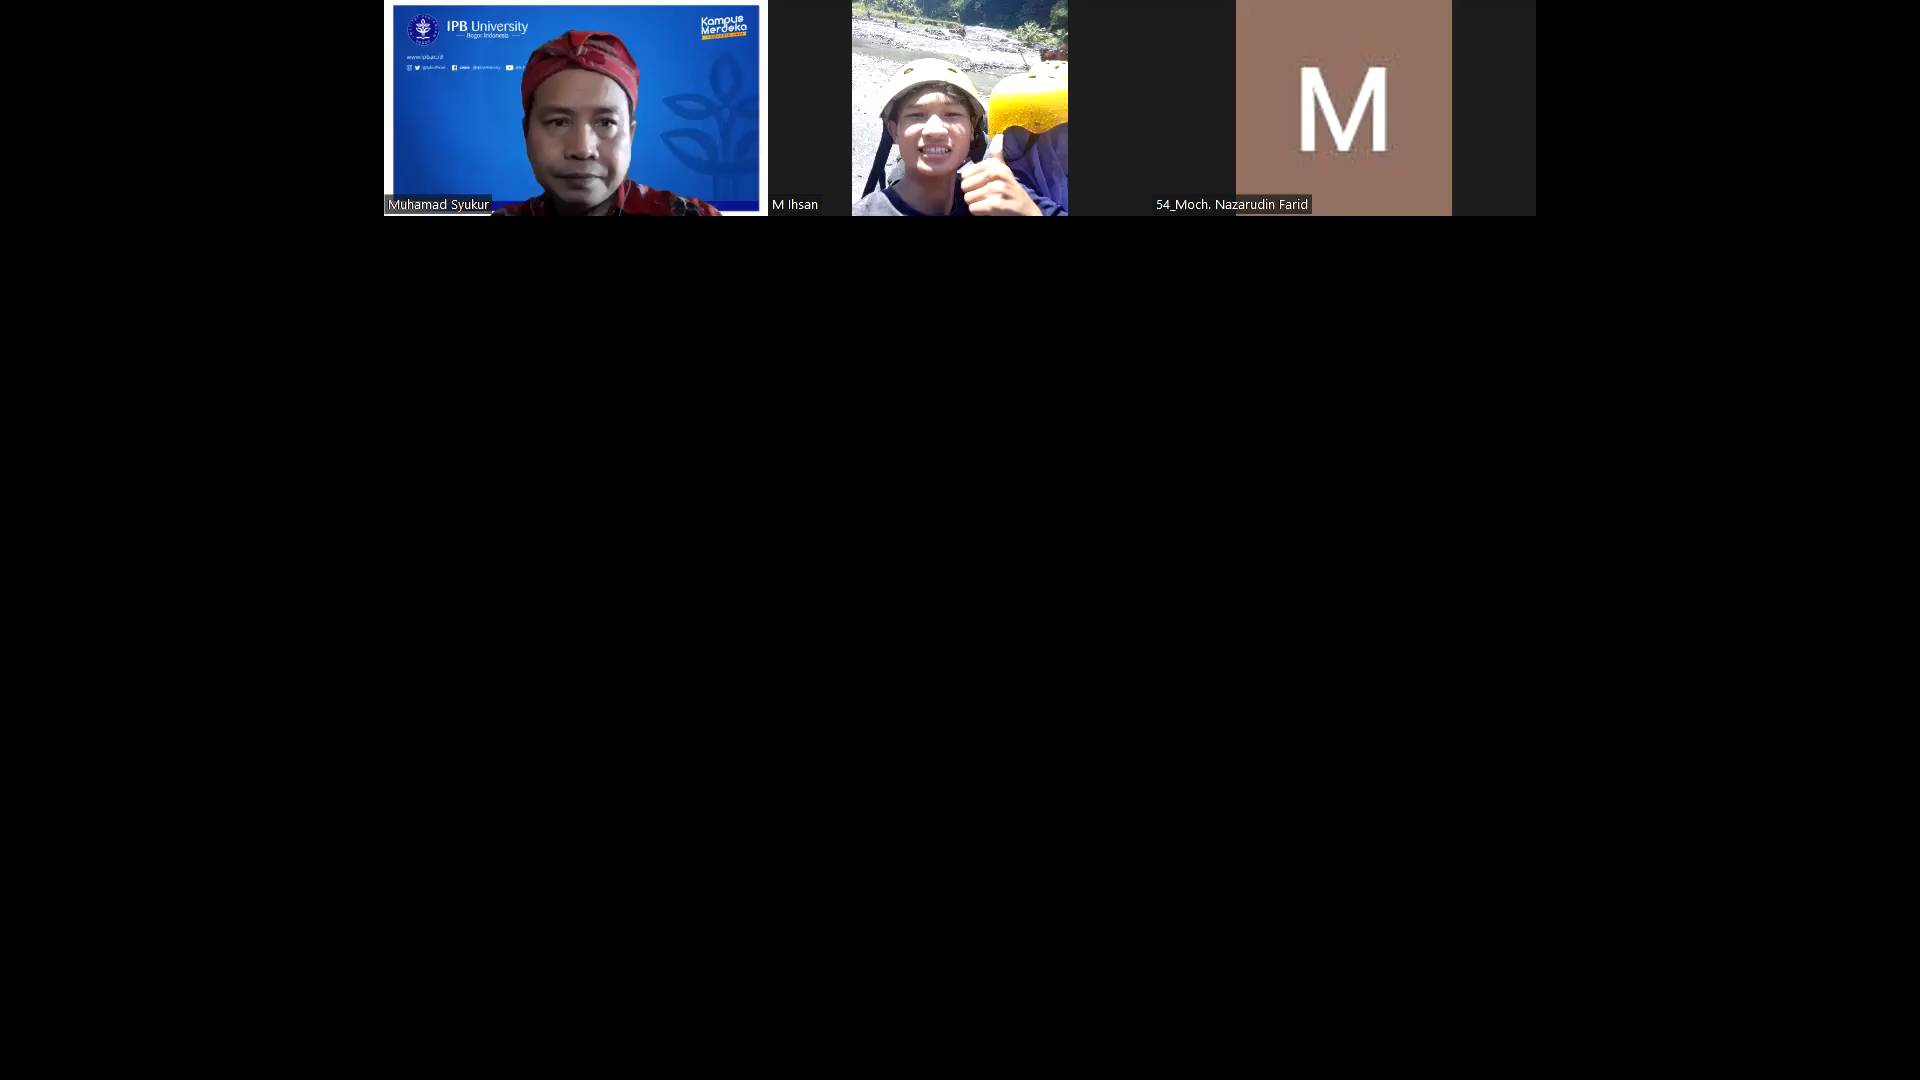 IPB University
Bogor Indonesia
Kampus
Merdeka
www.ipb.ac.id
Muhamad Syukur
M Ihsan
54_Moch. Nazarudin Farid
M